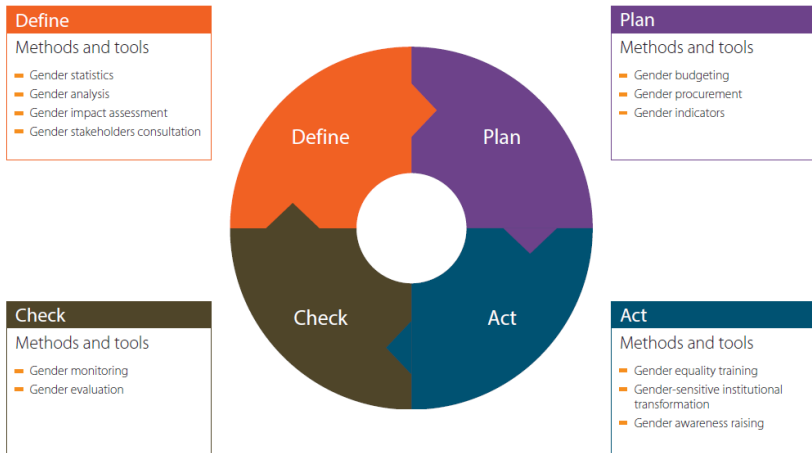 Define
Methods and tools
Gender statistics
Gender analysis
Gender impact assessment
Gender stakeholders consultation
Plan
Methods and tools
Gender budgeting
Gender procurement
Gender indicators
Define
Plan
Check
Act
Check
Methods and tools
Gender monitoring
Gender evaluation
Act
Methods and tools
Gender equality training
Gender-sensitive institutional
transformation
Gender awareness raising